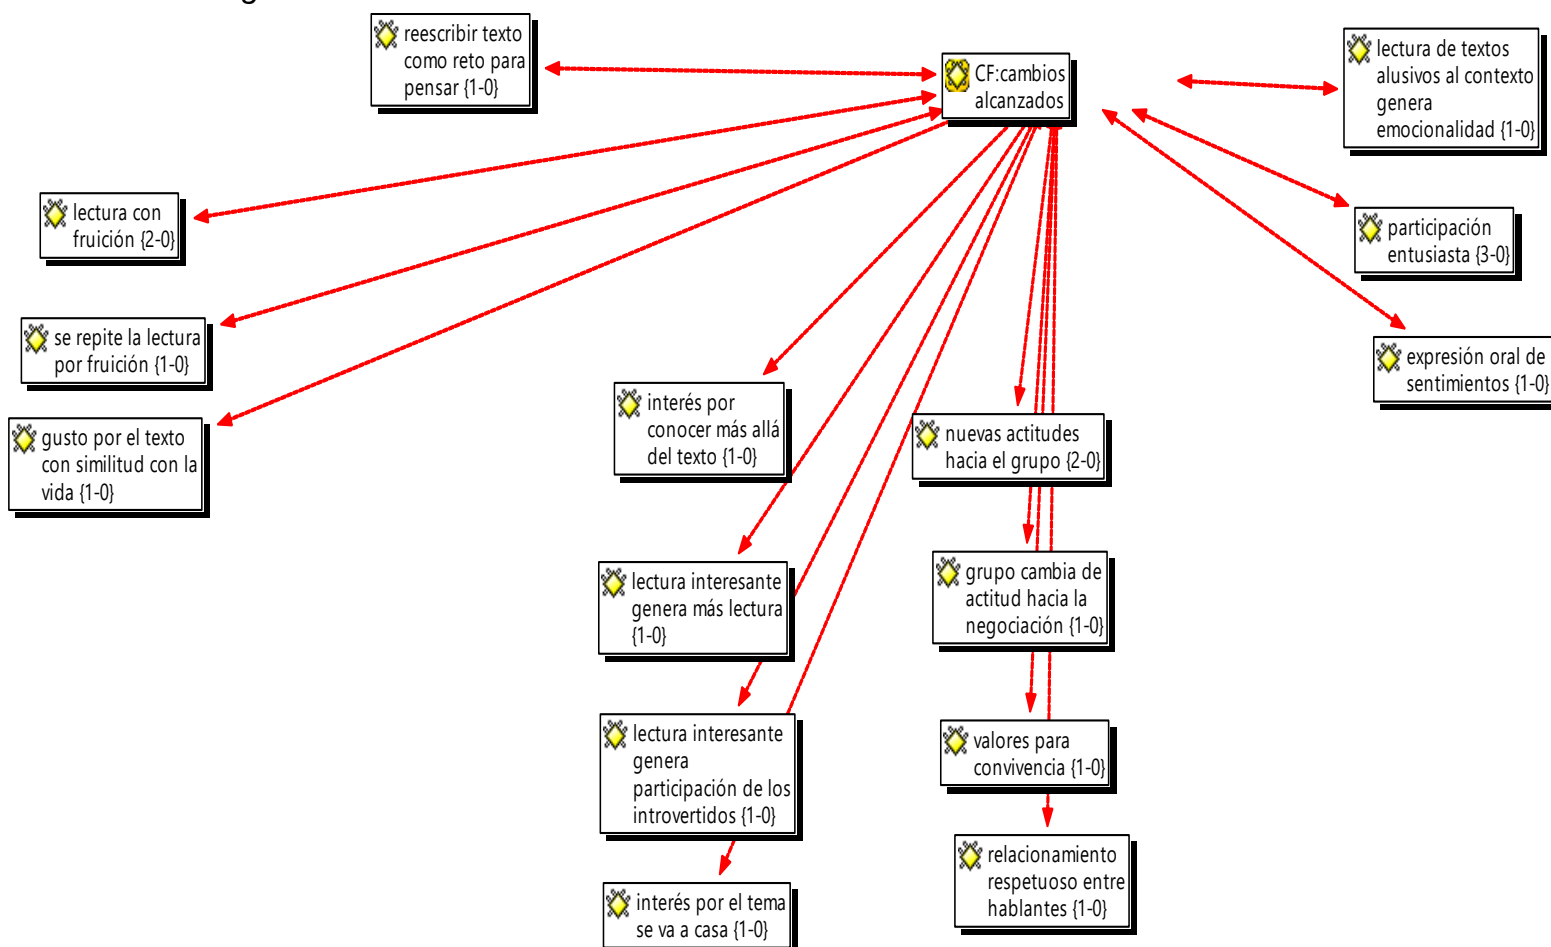 reescribir texto
como reto para
pensar {1-0}
CF:cambios
alcanzados
lectura de textos
alusivos al contexto
genera
emocionalidad {1-0}
lectura con
fruición {2-0}
participación
entusiasta {3-0}
se repite la lectura
por fruición {1-0}
expresión oral de
sentimientos {1-0}
gusto por el texto
con similitud con la
vida {1-0}
interés por
conocer más allá
del texto {1-0}
nuevas actitudes
hacia el grupo {2-0}
lectura interesante
genera más lectura
{1-0}
grupo cambia de
actitud hacia la
negociación {1-0}
lectura interesante
genera
participación de los
introvertidos {1-0}
valores para
convivencia {1-0}
relacionamiento
respetuoso entre
hablantes {1-0}
interés por el tema
se va a casa {1-0}